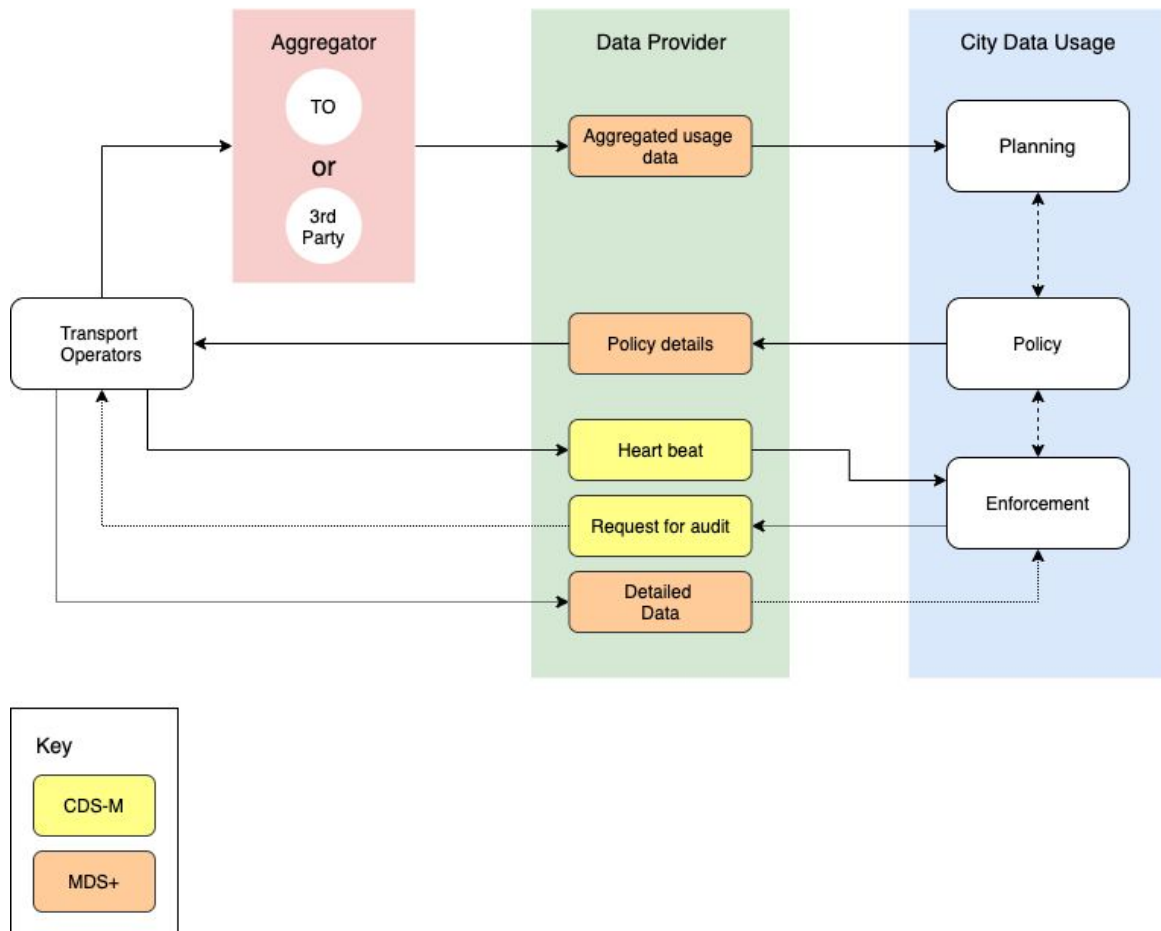 Aggregator
Data Provider
City Data Usage
TO
or
3rd
Party
Aggregated usage
data
Planning
Transport
Operators
Policy details
Policy
Heart beat
Request for audit
Enforcement
Detailed
Data
Key
CDS-M
MDS+